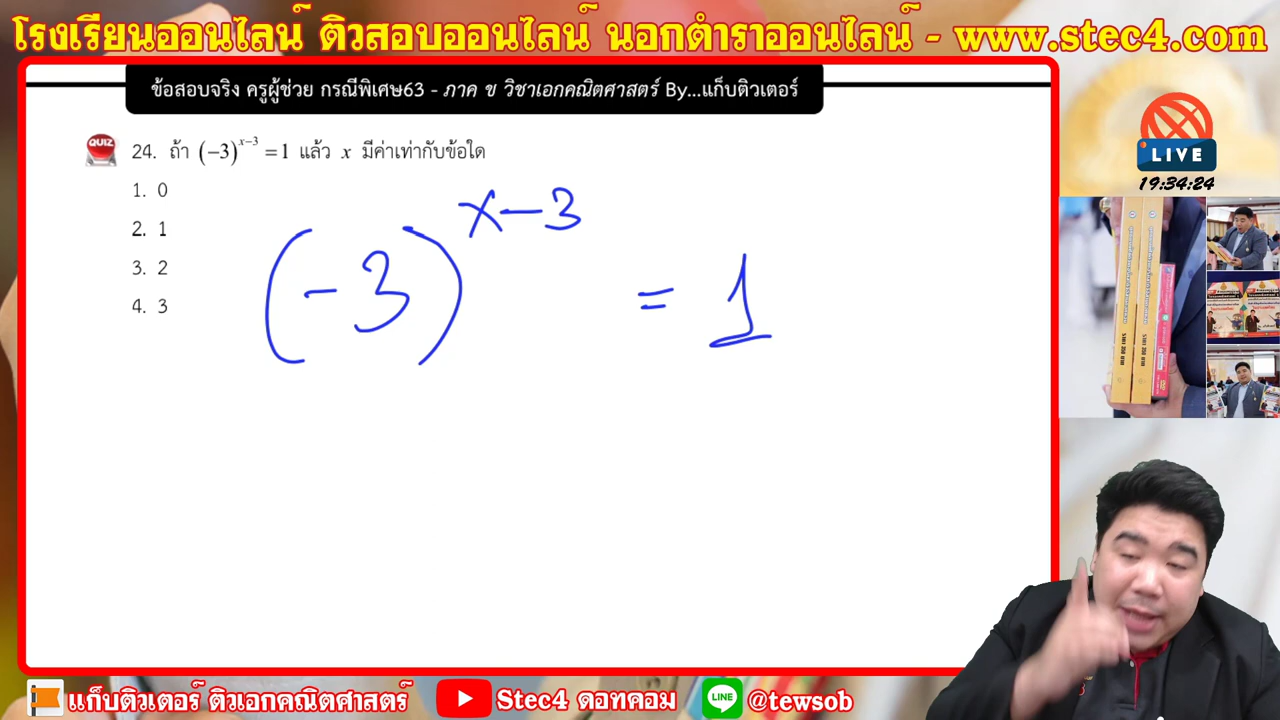 โรงเรียนออนไลน์ ติวสอบออนไลน์ นอกตำราออนไลน์ - www.stec4.com
ข้อสอบจริง ครูผู้ช่วย กรณีพิเศษ63 - ภาค ข วิชาเอกคณิตศาสตร์ By...แก็บติวเตอร์
QUIZ
24. ถ้า (−3)^{x−3} = 1 แล้ว x มีค่าเท่ากับข้อใด
1. 0
2. 1
3. 2
4. 3
(−3)^{x−3} = 1
LIVE
19:34:24
แก็บติวเตอร์ ติวเอกคณิตศาสตร์
Stec4 ดอทคอม
LINE
@tewsob